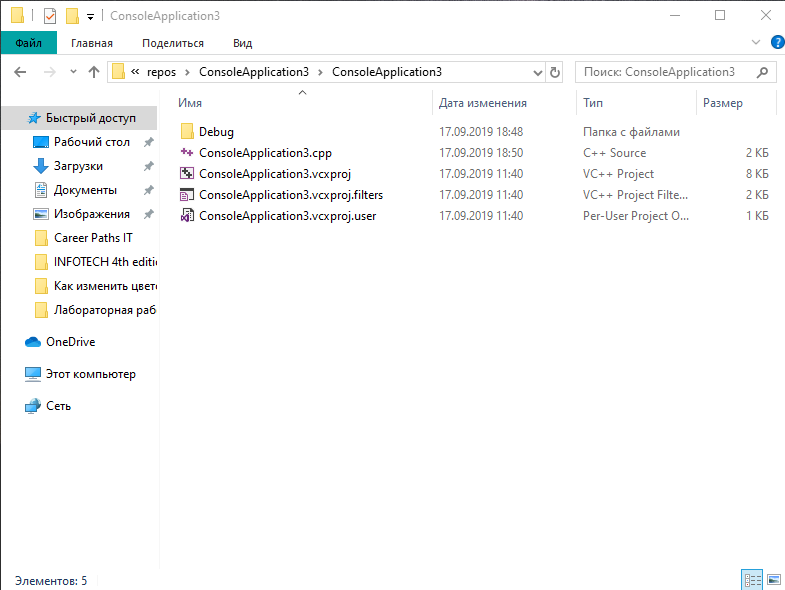 ConsoleApplication3
Файл Главная Поделиться Вид
« repos › ConsoleApplication3 › ConsoleApplication3 Поиск: ConsoleApplication3
Имя Дата изменения Тип Размер
Быстрый доступ
Рабочий стол
Загрузки
Документы
Изображения
Career Paths IT
INFOTECH 4th editi
Как изменить цвет
Лабораторная раб
OneDrive
Этот компьютер
Сеть
Debug 17.09.2019 18:48 Папка с файлами
ConsoleApplication3.cpp 17.09.2019 18:50 C++ Source 2 КБ
ConsoleApplication3.vcxproj 17.09.2019 11:40 VC++ Project 8 КБ
ConsoleApplication3.vcxproj.filters 17.09.2019 11:40 VC++ Project Filte... 2 КБ
ConsoleApplication3.vcxproj.user 17.09.2019 11:40 Per-User Project O... 1 КБ
Элементов: 5